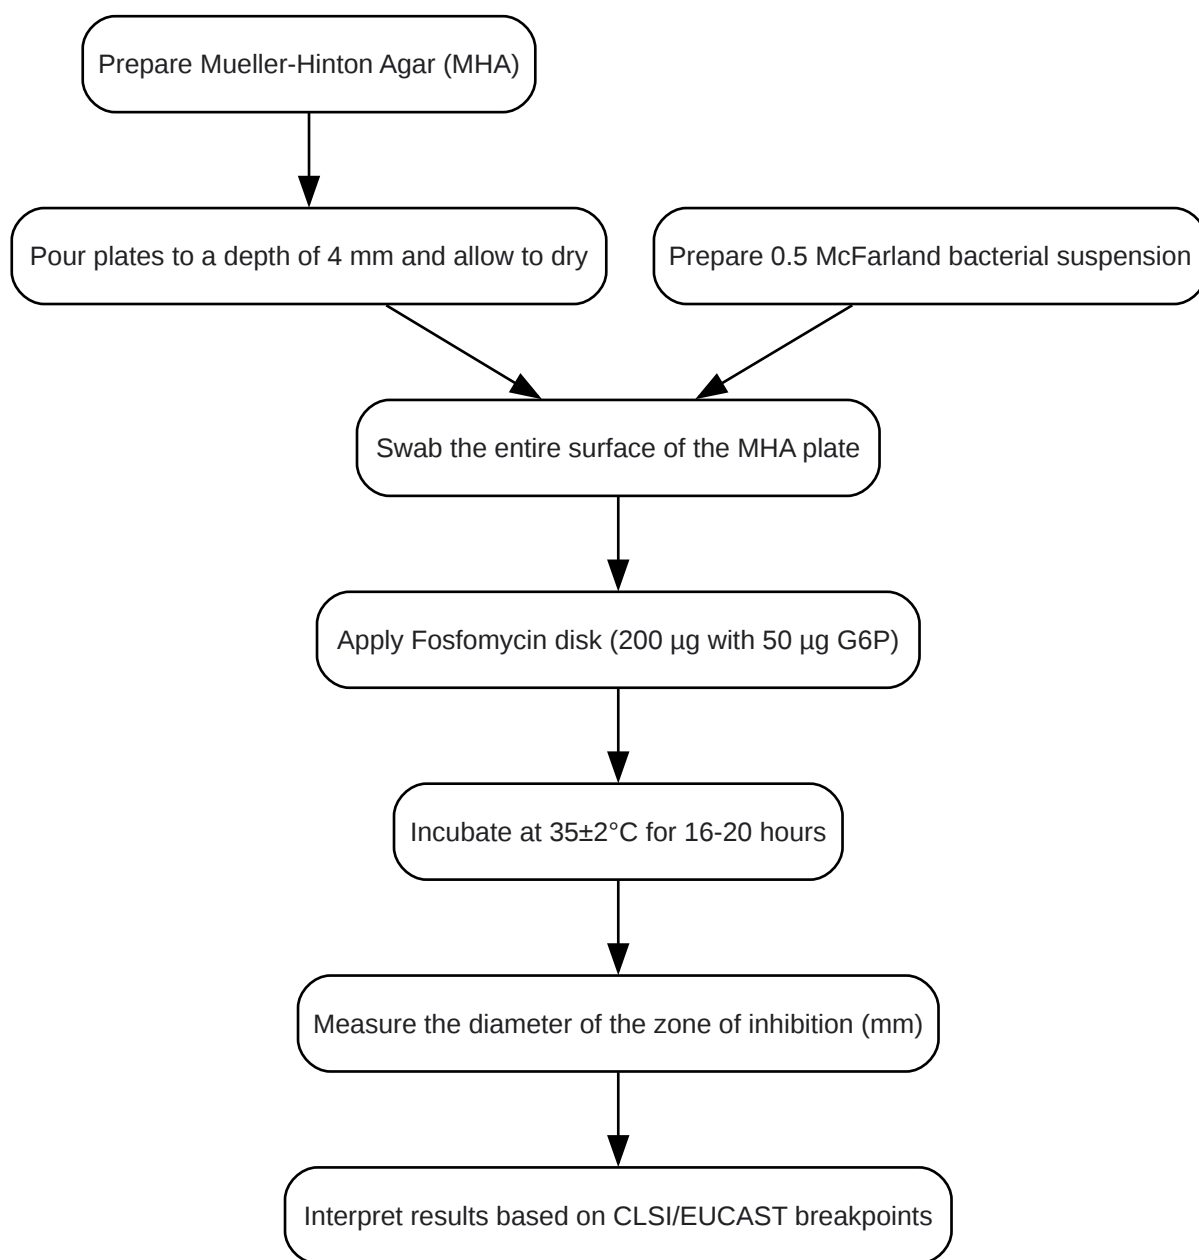 Prepare Mueller-Hinton Agar (MHA)
Pour plates to a depth of 4 mm and allow to dry
Prepare 0.5 McFarland bacterial suspension
Swab the entire surface of the MHA plate
Apply Fosfomycin disk (200 µg with 50 µg G6P)
Incubate at 35±2°C for 16-20 hours
Measure the diameter of the zone of inhibition (mm)
Interpret results based on CLSI/EUCAST breakpoints